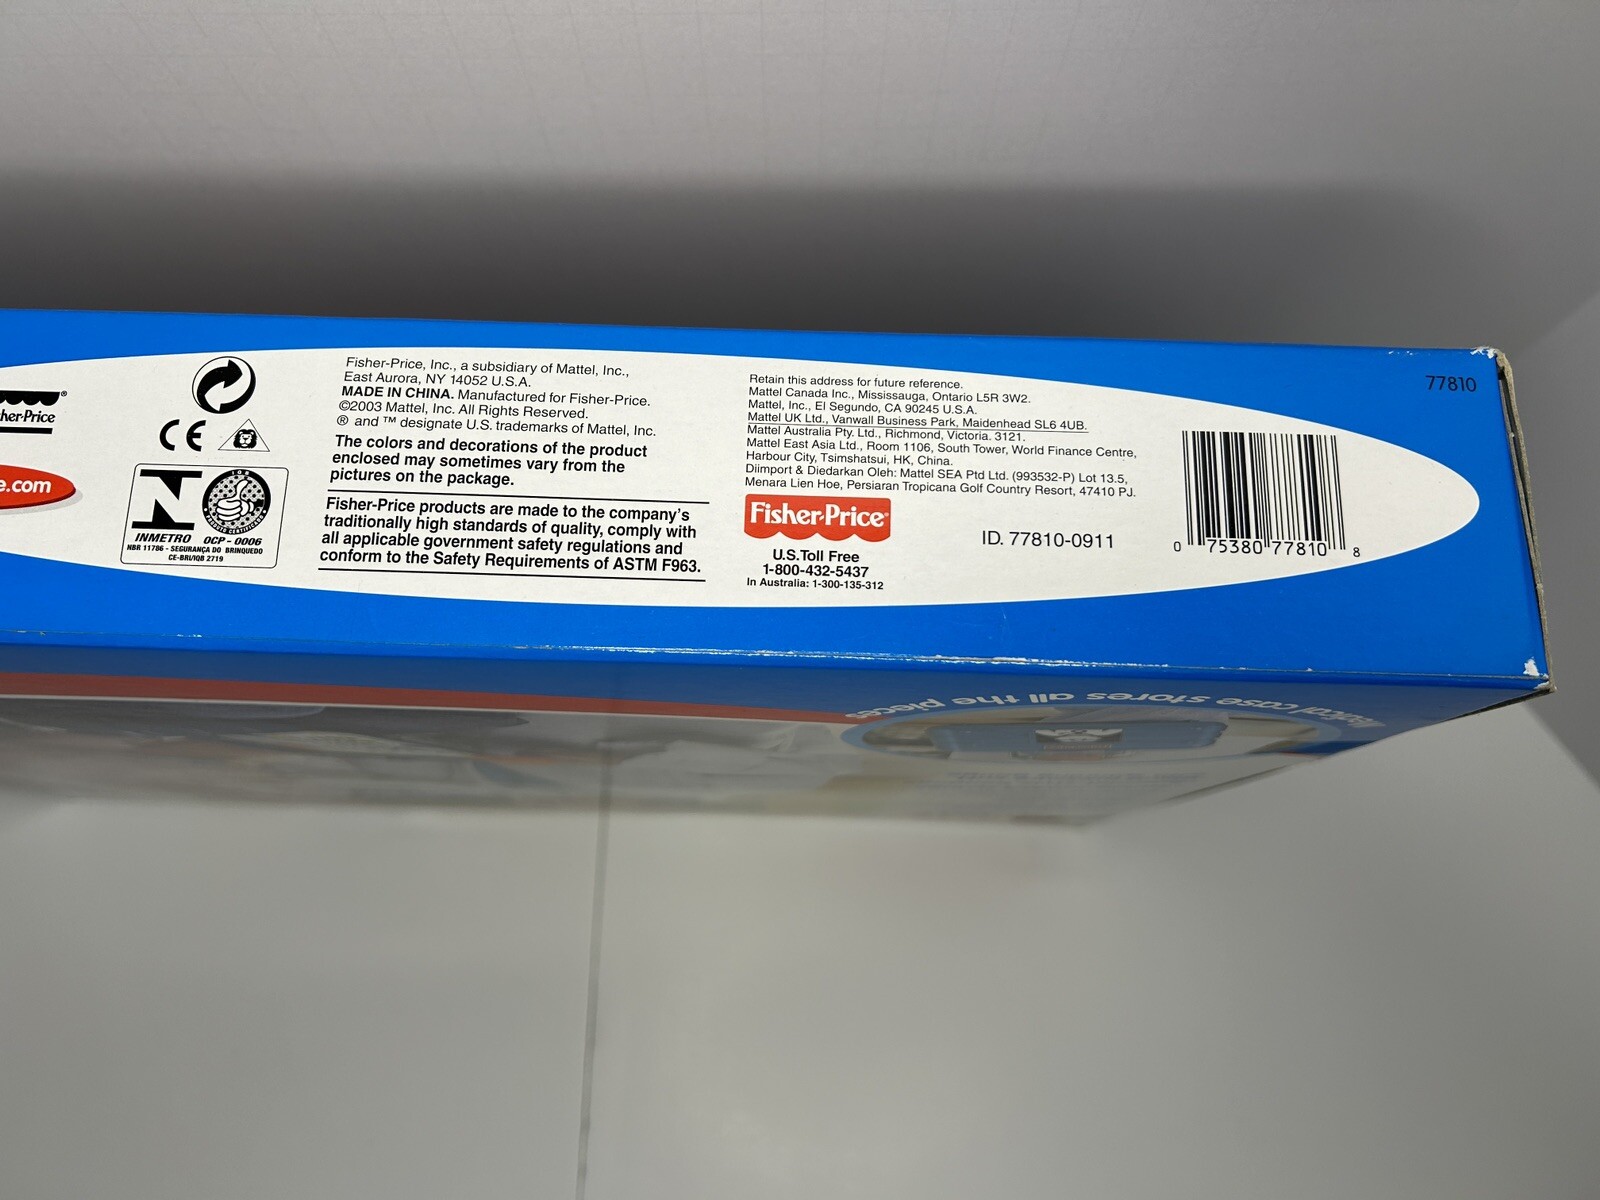 her-Price®
e.com
CE
INMETRO OCP - 0006
NBR 11786 - SEGURANÇA DO BRINQUEDO
CE-BRI/IQB 2719
Fisher-Price, Inc., a subsidiary of Mattel, Inc.,
East Aurora, NY 14052 U.S.A.
MADE IN CHINA. Manufactured for Fisher-Price.
©2003 Mattel, Inc. All Rights Reserved.
® and ™ designate U.S. trademarks of Mattel, Inc.
The colors and decorations of the product
enclosed may sometimes vary from the
pictures on the package.
Fisher-Price products are made to the company's
traditionally high standards of quality, comply with
all applicable government safety regulations and
conform to the Safety Requirements of ASTM F963.
Retain this address for future reference.
Mattel Canada Inc., Mississauga, Ontario L5R 3W2.
Mattel, Inc., El Segundo, CA 90245 U.S.A.
Mattel UK Ltd., Vanwall Business Park, Maidenhead SL6 4UB.
Mattel Australia Pty. Ltd., Richmond, Victoria. 3121.
Mattel East Asia Ltd., Room 1106, South Tower, World Finance Centre,
Harbour City, Tsimshatsui, HK, China.
Diimport & Diedarkan Oleh: Mattel SEA Ptd Ltd. (993532-P) Lot 13.5,
Menara Lien Hoe, Persiaran Tropicana Golf Country Resort, 47410 PJ.
Fisher-Price®
U.S. Toll Free
1-800-432-5437
In Australia: 1-300-135-312
ID. 77810-0911
0 75380 77810 8
77810
case stores all the pieces